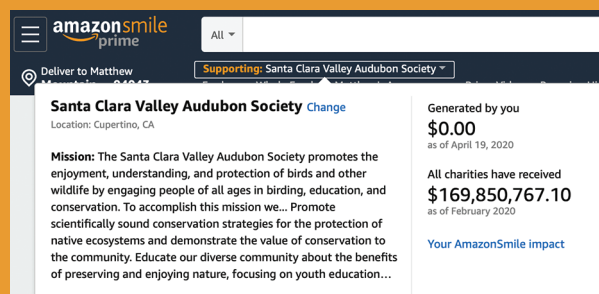 amazonsmile
prime
All
Deliver to Matthew
Supporting: Santa Clara Valley Audubon Society
Santa Clara Valley Audubon Society Change
Location: Cupertino, CA
Mission: The Santa Clara Valley Audubon Society promotes the
enjoyment, understanding, and protection of birds and other
wildlife by engaging people of all ages in birding, education, and
conservation. To accomplish this mission we... Promote
scientifically sound conservation strategies for the protection of
native ecosystems and demonstrate the value of conservation to
the community. Educate our diverse community about the benefits
of preserving and enjoying nature, focusing on youth education...
Generated by you
$0.00
as of April 19, 2020
All charities have received
$169,850,767.10
as of February 2020
Your AmazonSmile impact